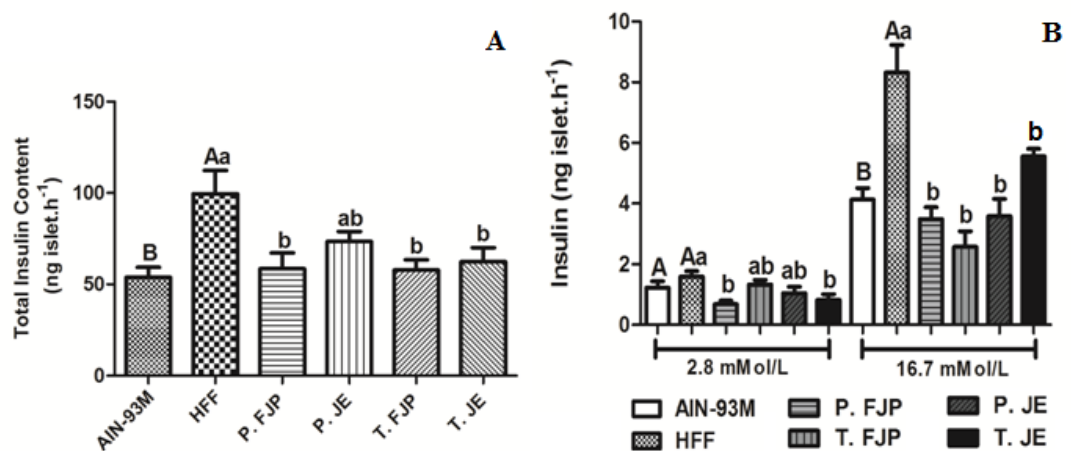 A
Total Insulin Content
(ng islet.h⁻¹)
150
100
50
0
B
Aa
b
ab
b
b
AIN-93M
HFF
P. FJP
P. JE
T. FJP
T. JE
B
Insulin (ng islet.h⁻¹)
10
8
6
4
2
0
A
Aa
b
ab
ab
b
B
Aa
b
b
b
b
2.8 mMol/L
16.7 mMol/L
AIN-93M
P. FJP
P. JE
HFF
T. FJP
T. JE